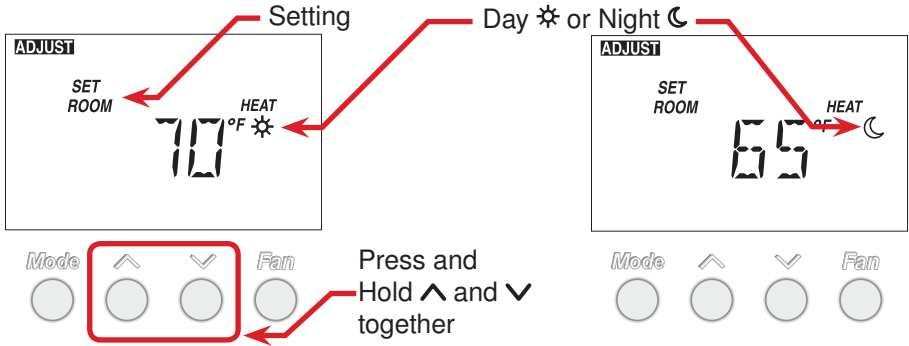 Setting
Day ☼ or Night ☾
ADJUST
SET
ROOM
HEAT
70 °F
Mode
Fan
Press and
Hold ∧ and ∨
together
ADJUST
SET
ROOM
HEAT
65 °F
Mode
Fan